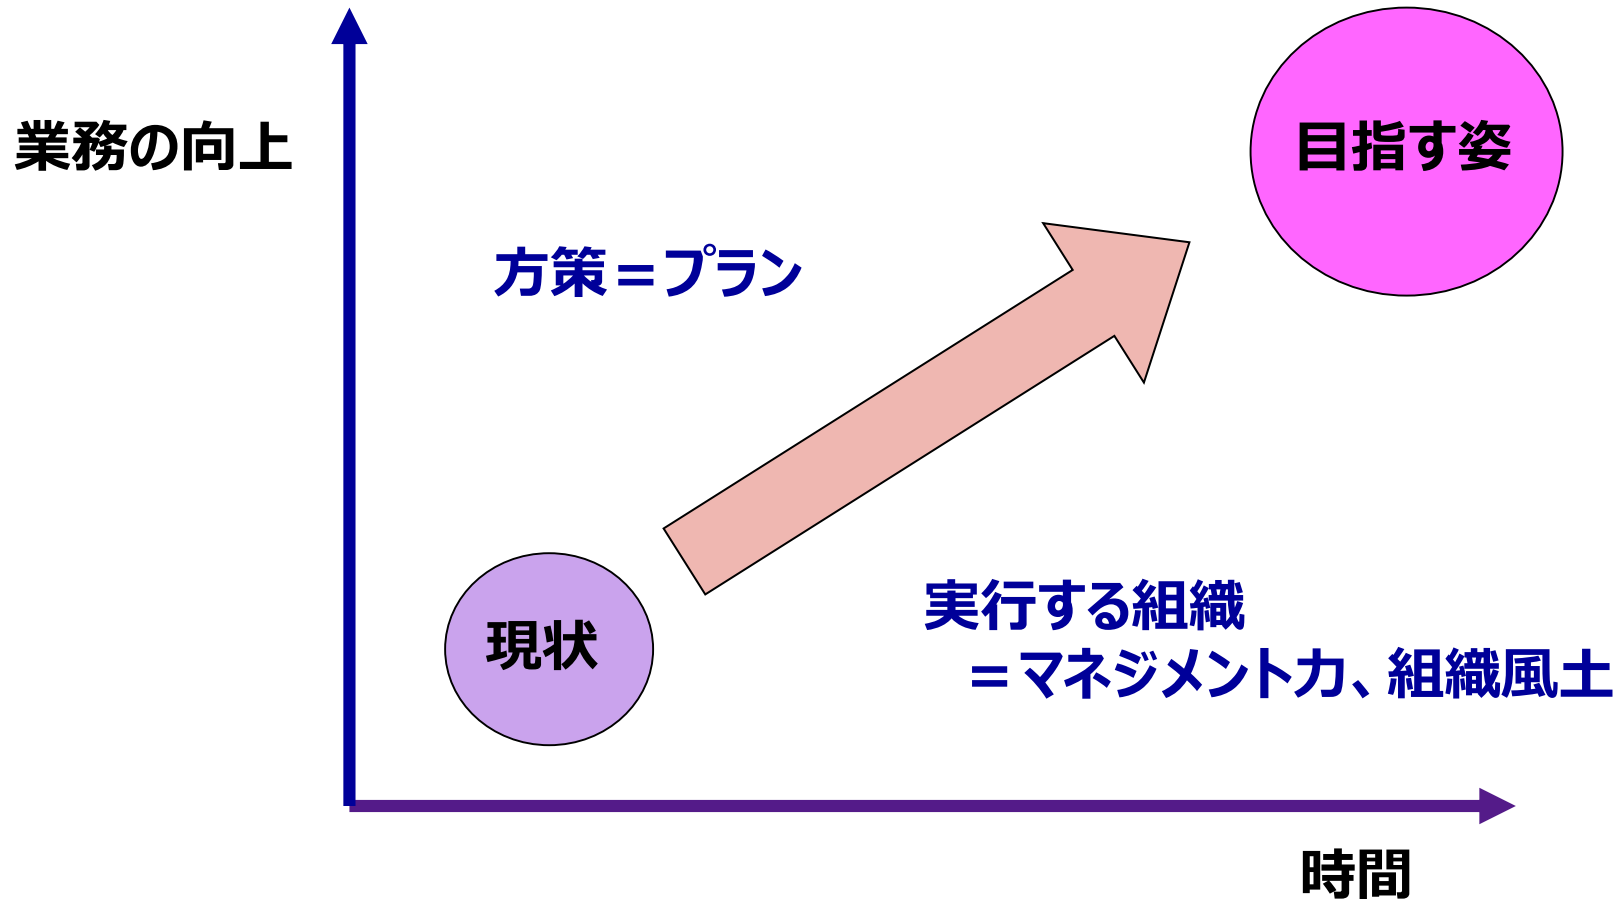 業務の向上
目指す姿
方策＝プラン
実行する組織
＝マネジメント力、組織風土
現状
時間